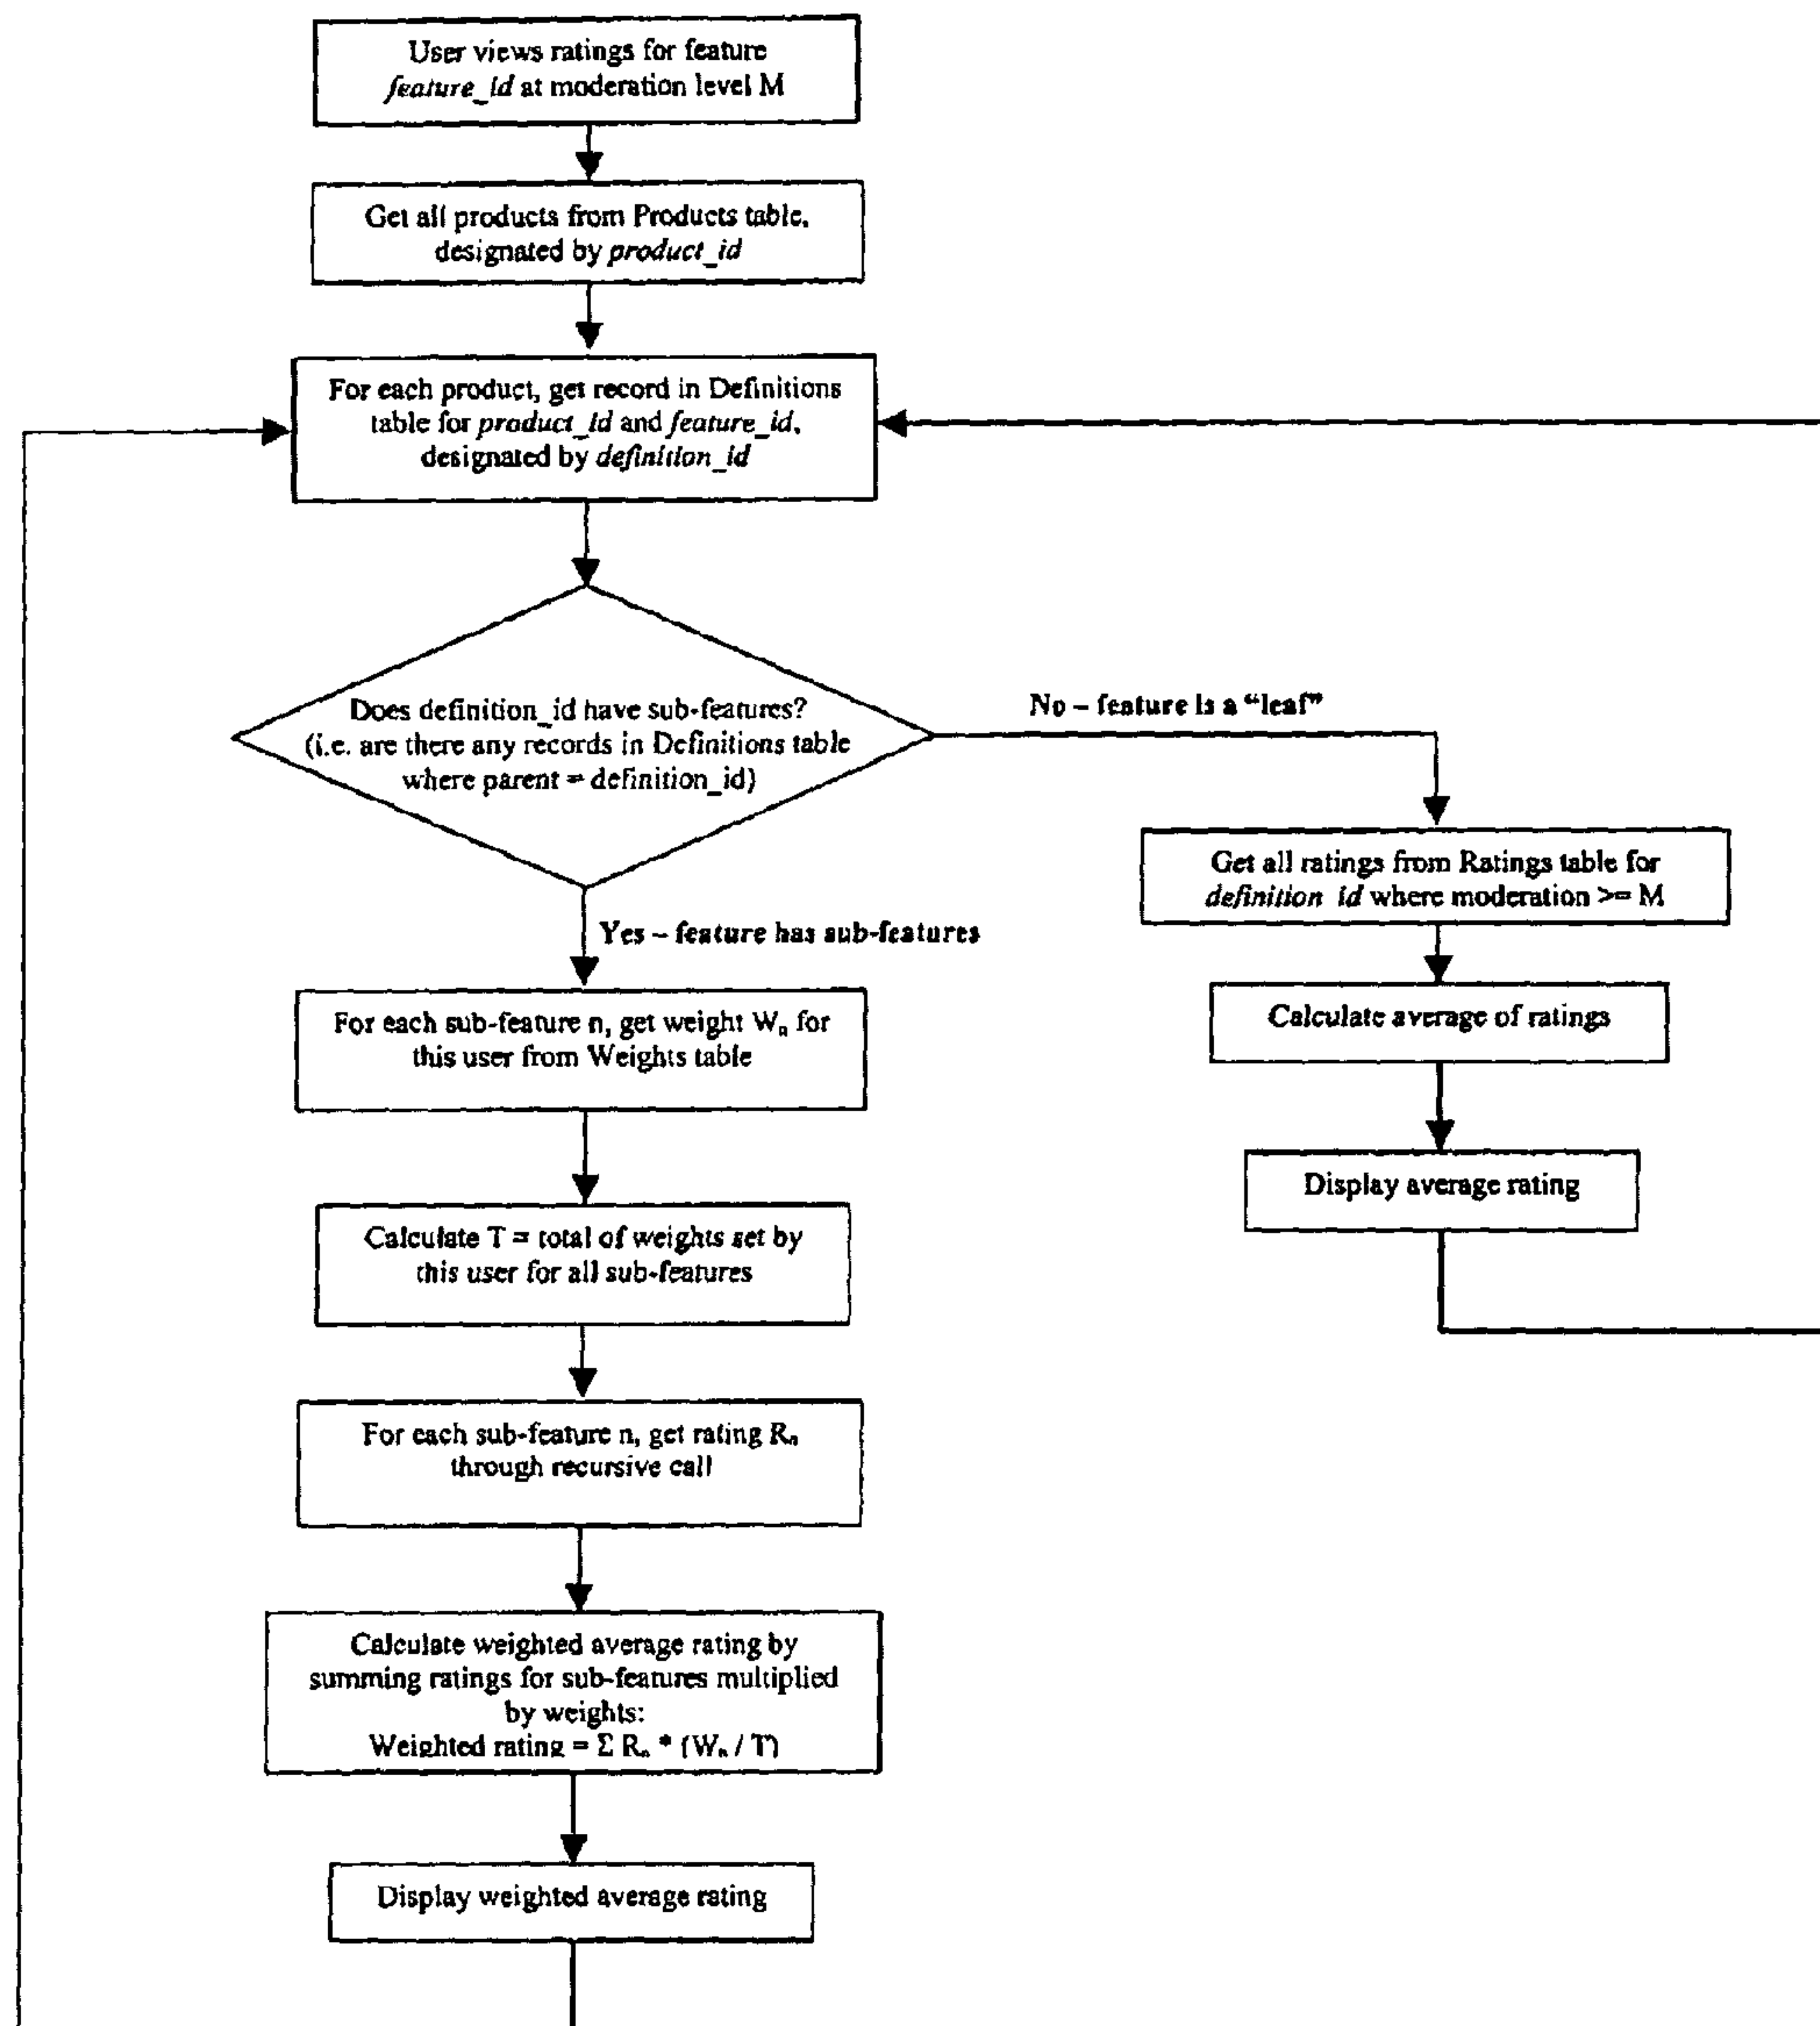 User views ratings for feature
feature_id at moderation level M
Get all products from Products table,
designated by product_id
For each product, get record in Definitions
table for product_id and feature_id,
designated by definition_id
Does definition_id have sub-features?
(i.e. are there any records in Definitions table
where parent = definition_id)
No – feature is a “leaf”
Get all ratings from Ratings table for
definition_id where moderation >= M
Calculate average of ratings
Display average rating
Yes – feature has sub-features
For each sub-feature n, get weight Wₙ for
this user from Weights table
Calculate T = total of weights set by
this user for all sub-features
For each sub-feature n, get rating Rₙ
through recursive call
Calculate weighted average rating by
summing ratings for sub-features multiplied
by weights:
Weighted rating = Σ Rₙ * (Wₙ / T)
Display weighted average rating